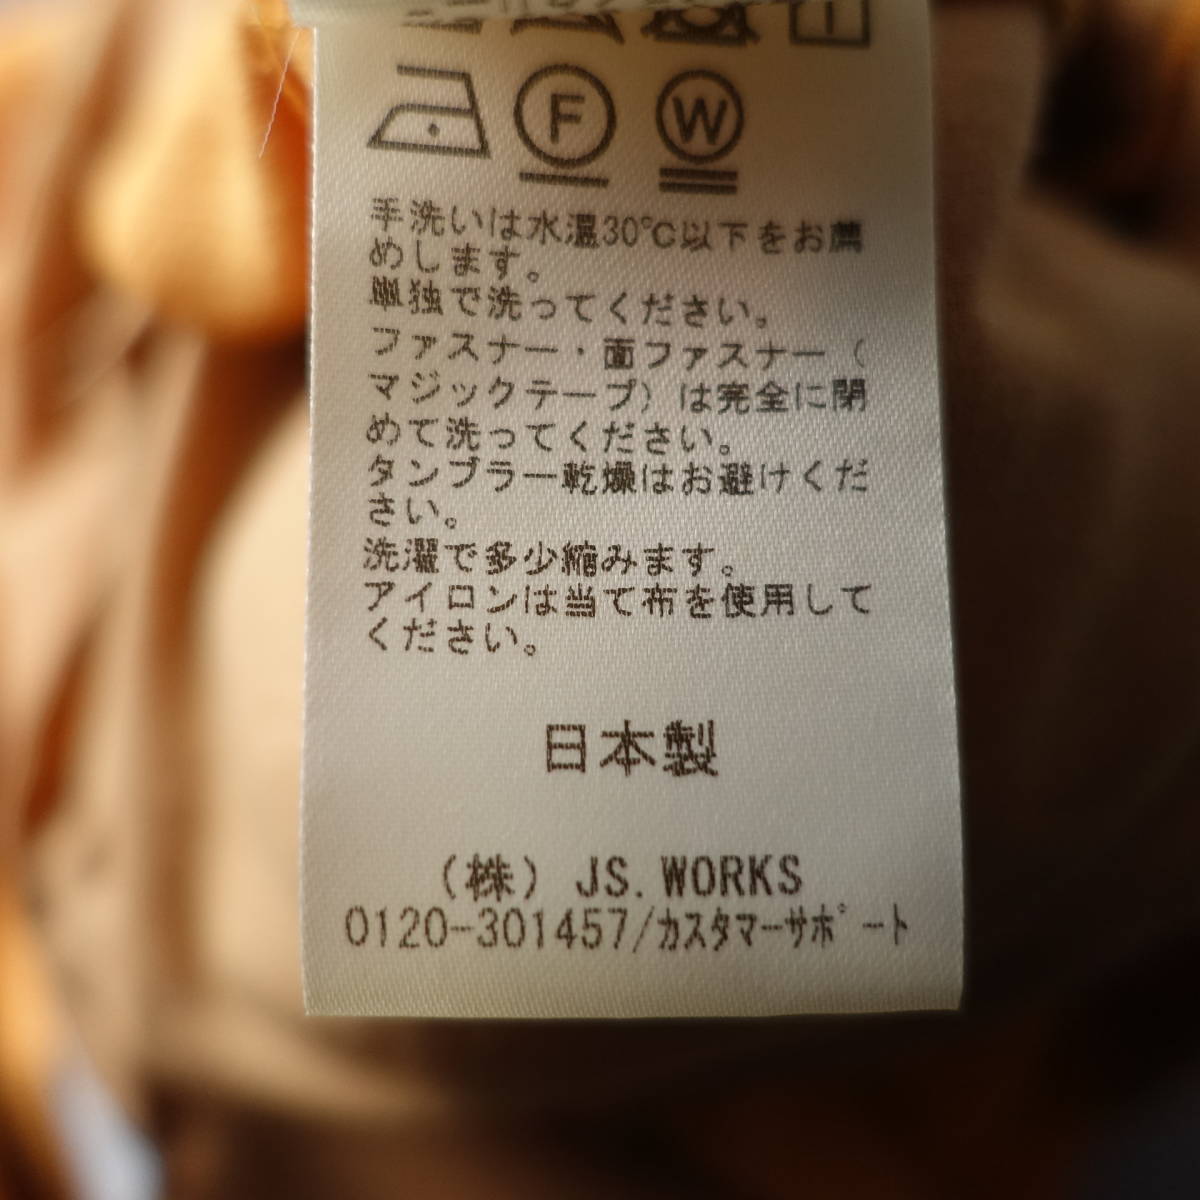 F W
手洗いは水温30℃以下をお薦
めします。
単独で洗ってください。
ファスナー・面ファスナー（
マジックテープ）は完全に閉
めて洗ってください。
タンブラー乾燥はお避けくだ
さい。
洗濯で多少縮みます。
アイロンは当て布を使用して
ください。
日本製
（株）JS.WORKS
0120-301457/カスタマーサポート